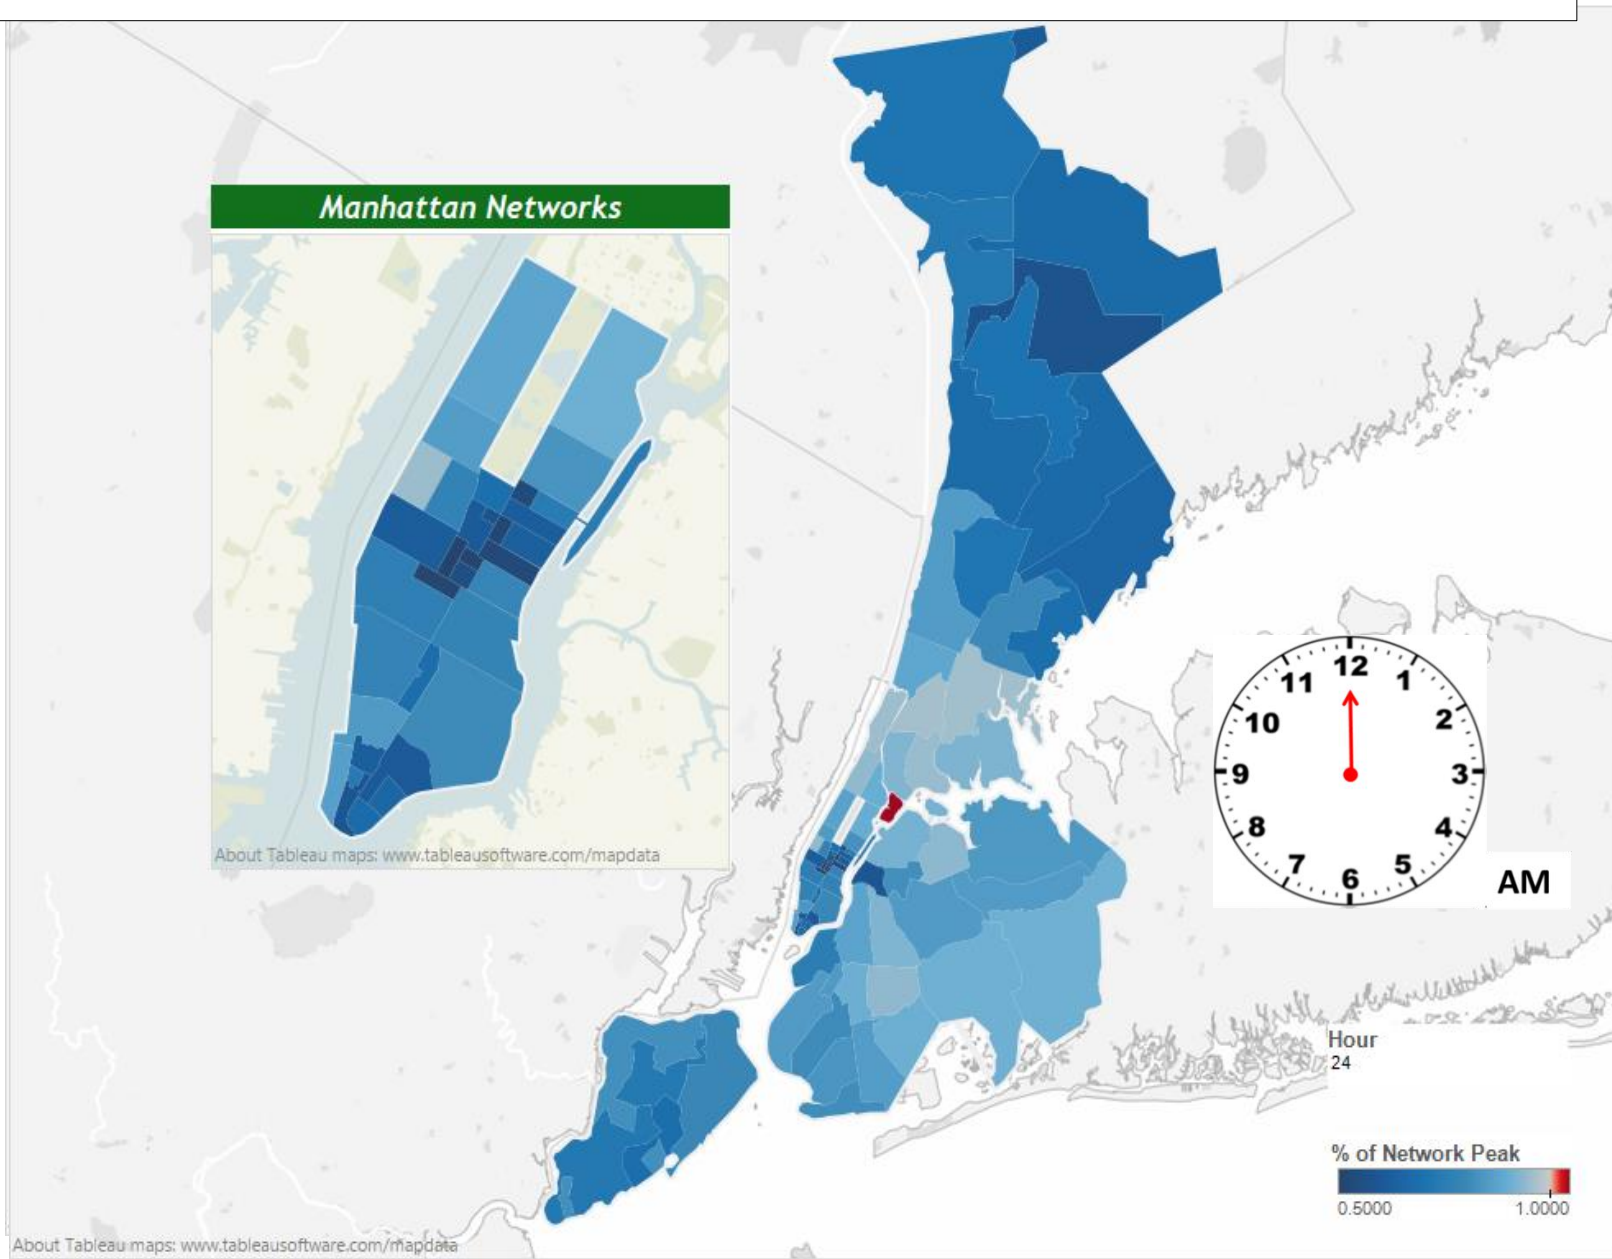 Manhattan Networks
About Tableau maps: www.tableausoftware.com/mapdata
12
1
2
3
4
5
6
7
8
9
10
11
AM
Hour
24
% of Network Peak
0.5000 1.0000
About Tableau maps: www.tableausoftware.com/mapdata